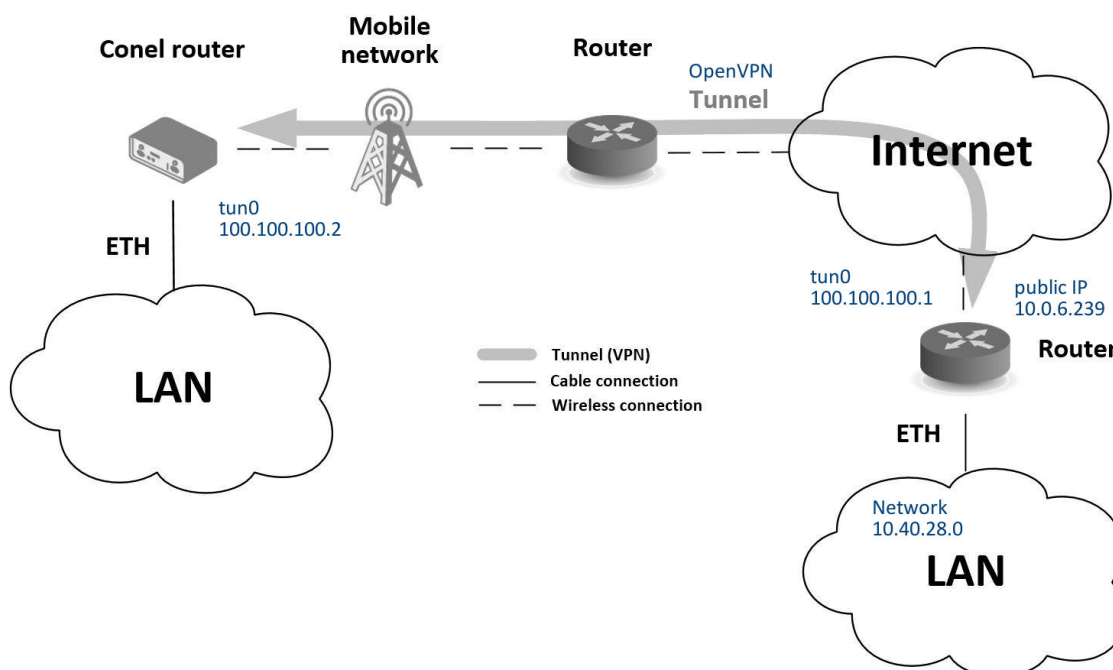 Conel router
Mobile
network
Router
OpenVPN
Tunnel
Internet
tun0
100.100.100.2
ETH
tun0
100.100.100.1
public IP
10.0.6.239
Router
LAN
Tunnel (VPN)
Cable connection
Wireless connection
ETH
Network
10.40.28.0
LAN